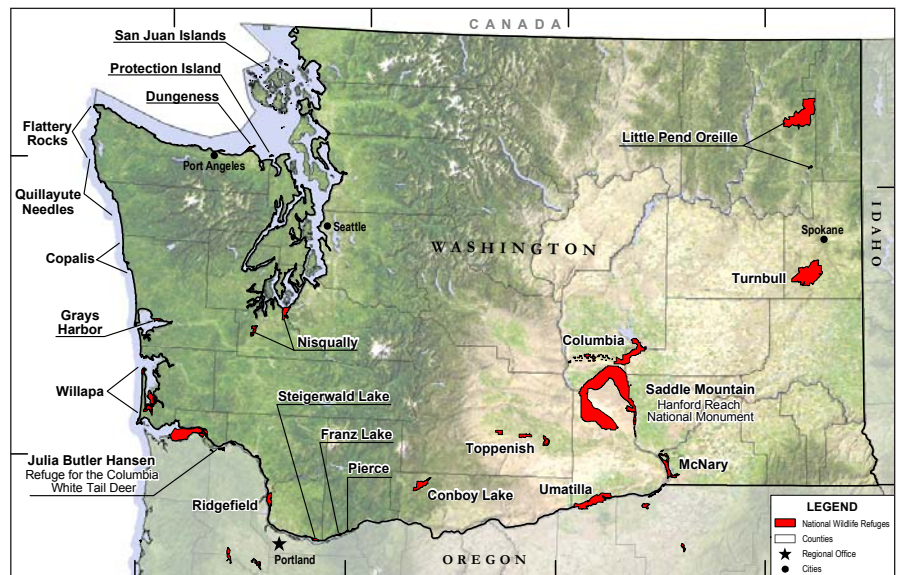 CANADA
San Juan Islands
Protection Island
Dungeness
Flattery
Rocks
Port Angeles
Little Pend Oreille
Quillayute
Needles
Seattle
WASHINGTON
Spokane
IDAHO
Copalis
Turnbull
Grays
Harbor
Nisqually
Columbia
Willapa
Steigerwald Lake
Saddle Mountain
Hanford Reach
National Monument
Franz Lake
Toppenish
Julia Butler Hansen
Refuge for the Columbia
White Tail Deer
Pierce
McNary
Ridgefield
Conboy Lake
Umatilla
Portland
OREGON
LEGEND
National Wildlife Refuges
Counties
Regional Office
Cities